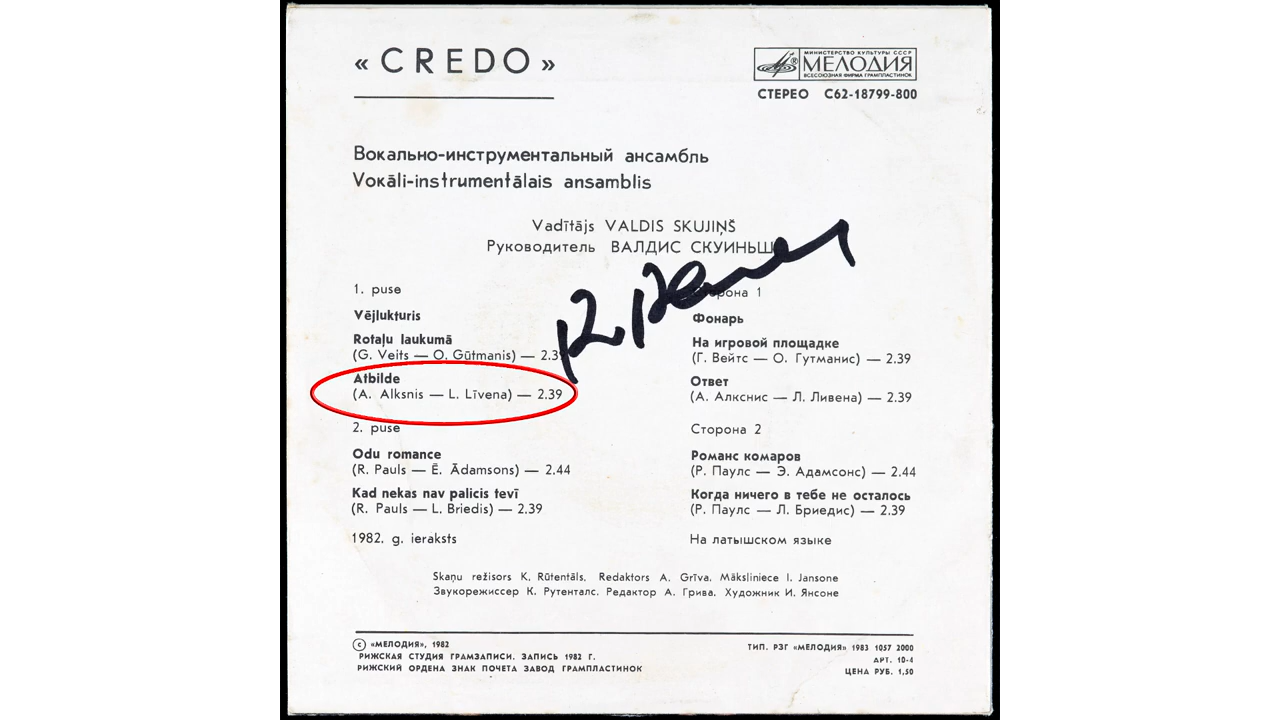 « CREDO »
МИНИСТЕРСТВО КУЛЬТУРЫ СССР
МЕЛОДИЯ
ВСЕСОЮЗНАЯ ФИРМА ГРАМПЛАСТИНОК
СТЕРЕО С62-18799-800
Вокально-инструментальный ансамбль
Vokāli-instrumentālais ansamblis
Vadītājs VALDIS SKUJIŅŠ
Руководитель ВАЛДИС СКУИНЬШ
1. puse
Vējlukturis
Rotaļu laukumā
(G. Veits — O. Gūtmanis) — 2.39
Atbilde
(A. Alksnis — L. Līvena) — 2.39
2. puse
Odu romance
(R. Pauls — Ē. Ādamsons) — 2.44
Kad nekas nav palicis tevī
(R. Pauls — L. Briedis) — 2.39
1982. g. ieraksts
Сторона 1
Фонарь
На игровой площадке
(Г. Вейтс — О. Гутманис) — 2.39
Ответ
(А. Алкснис — Л. Ливена) — 2.39
Сторона 2
Романс комаров
(Р. Паулс — Э. Адамсонс) — 2.44
Когда ничего в тебе не осталось
(Р. Паулс — Л. Бриедис) — 2.39
На латышском языке
Skaņu režisors K. Rūtentāls. Redaktors A. Grīva. Māksliniece I. Jansone
Звукорежиссер К. Рутенталс. Редактор А. Грива. Художник И. Янсоне
© «МЕЛОДИЯ», 1982
РИЖСКАЯ СТУДИЯ ГРАМЗАПИСИ. ЗАПИСЬ 1982 Г.
РИЖСКИЙ ОРДЕНА ЗНАК ПОЧЕТА ЗАВОД ГРАМПЛАСТИНОК
ТИП. РЗГ «МЕЛОДИЯ» 1983 1057 2000
АРТ. 10-4
ЦЕНА РУБ. 1,50